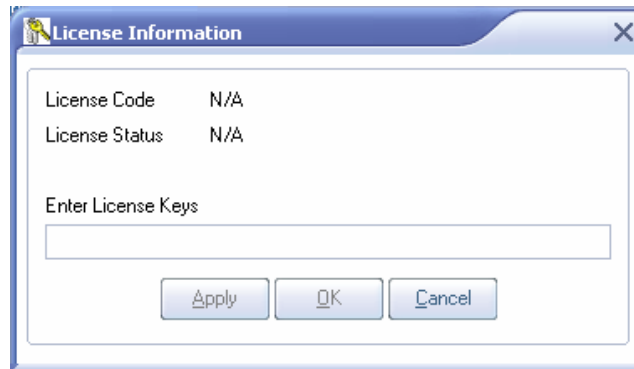 License Information
License Code N/A
License Status N/A
Enter License Keys
Apply OK Cancel